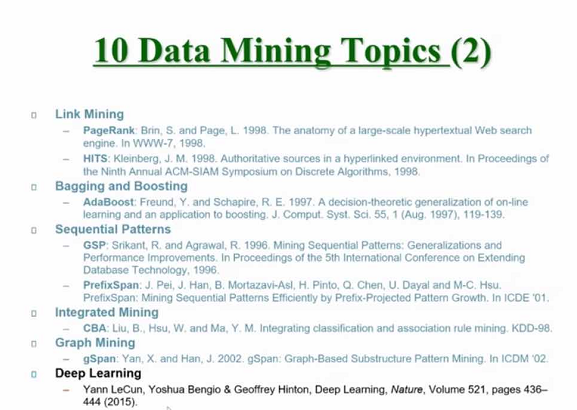 10 Data Mining Topics (2)
Link Mining
– PageRank: Brin, S. and Page, L. 1998. The anatomy of a large-scale hypertextual Web search
engine. In WWW-7, 1998.
– HITS: Kleinberg, J. M. 1998. Authoritative sources in a hyperlinked environment. In Proceedings of
the Ninth Annual ACM-SIAM Symposium on Discrete Algorithms, 1998.
Bagging and Boosting
– AdaBoost: Freund, Y. and Schapire, R. E. 1997. A decision-theoretic generalization of on-line
learning and an application to boosting. J. Comput. Syst. Sci. 55, 1 (Aug. 1997), 119-139.
Sequential Patterns
– GSP: Srikant, R. and Agrawal, R. 1996. Mining Sequential Patterns: Generalizations and
Performance Improvements. In Proceedings of the 5th International Conference on Extending
Database Technology, 1996.
– PrefixSpan: J. Pei, J. Han, B. Mortazavi-Asl, H. Pinto, Q. Chen, U. Dayal and M-C. Hsu.
PrefixSpan: Mining Sequential Patterns Efficiently by Prefix-Projected Pattern Growth. In ICDE '01.
Integrated Mining
– CBA: Liu, B., Hsu, W. and Ma, Y. M. Integrating classification and association rule mining. KDD-98.
Graph Mining
– gSpan: Yan, X. and Han, J. 2002. gSpan: Graph-Based Substructure Pattern Mining. In ICDM '02.
Deep Learning
– Yann LeCun, Yoshua Bengio & Geoffrey Hinton, Deep Learning, Nature, Volume 521, pages 436–
444 (2015).